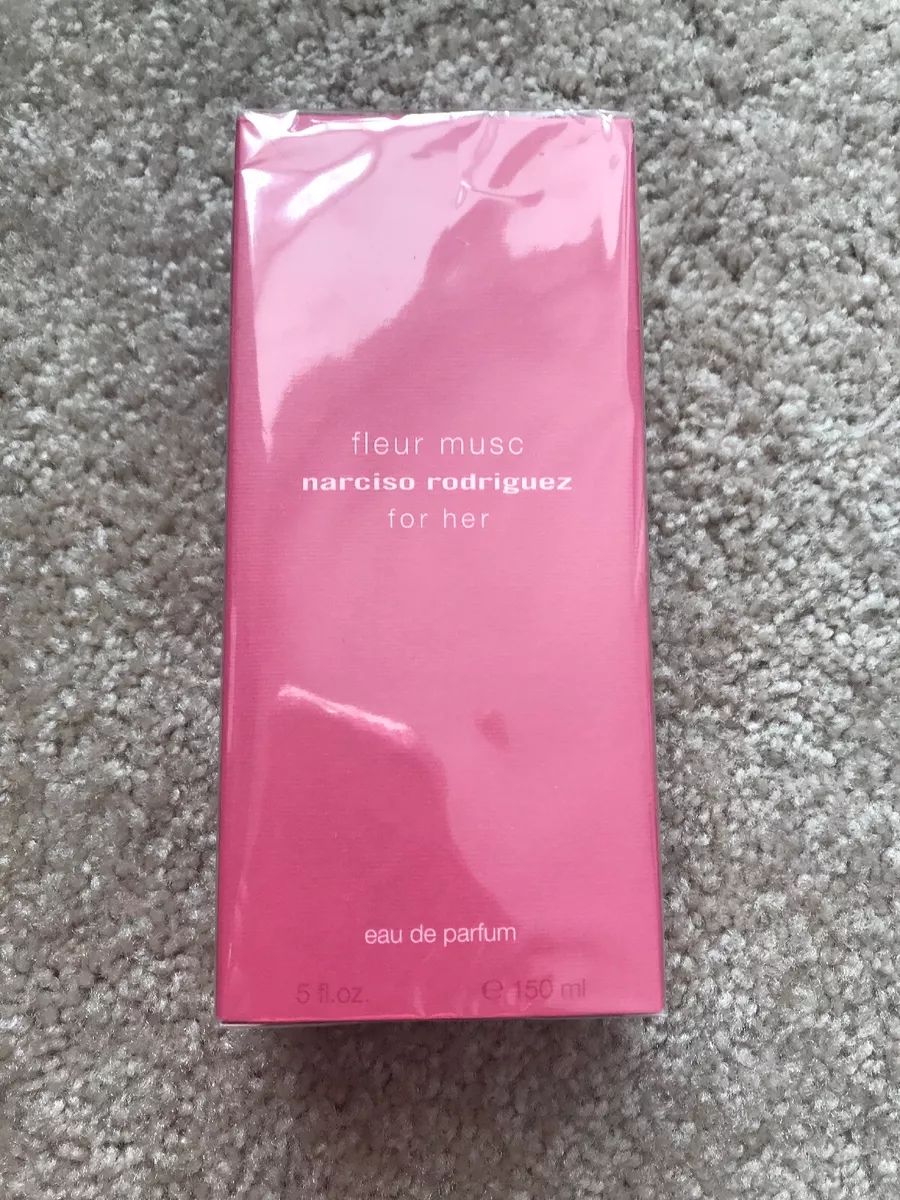 fleur musc
narciso rodriguez
for her
eau de parfum
5 fl.oz. ℮ 150 ml